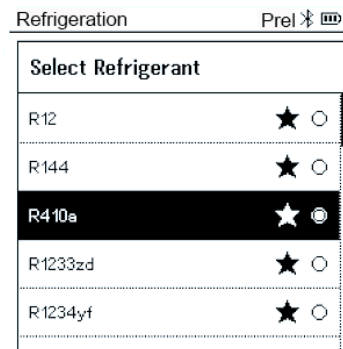 Refrigeration Prel
Select Refrigerant
R12
R144
R410a
R1233zd
R1234yf